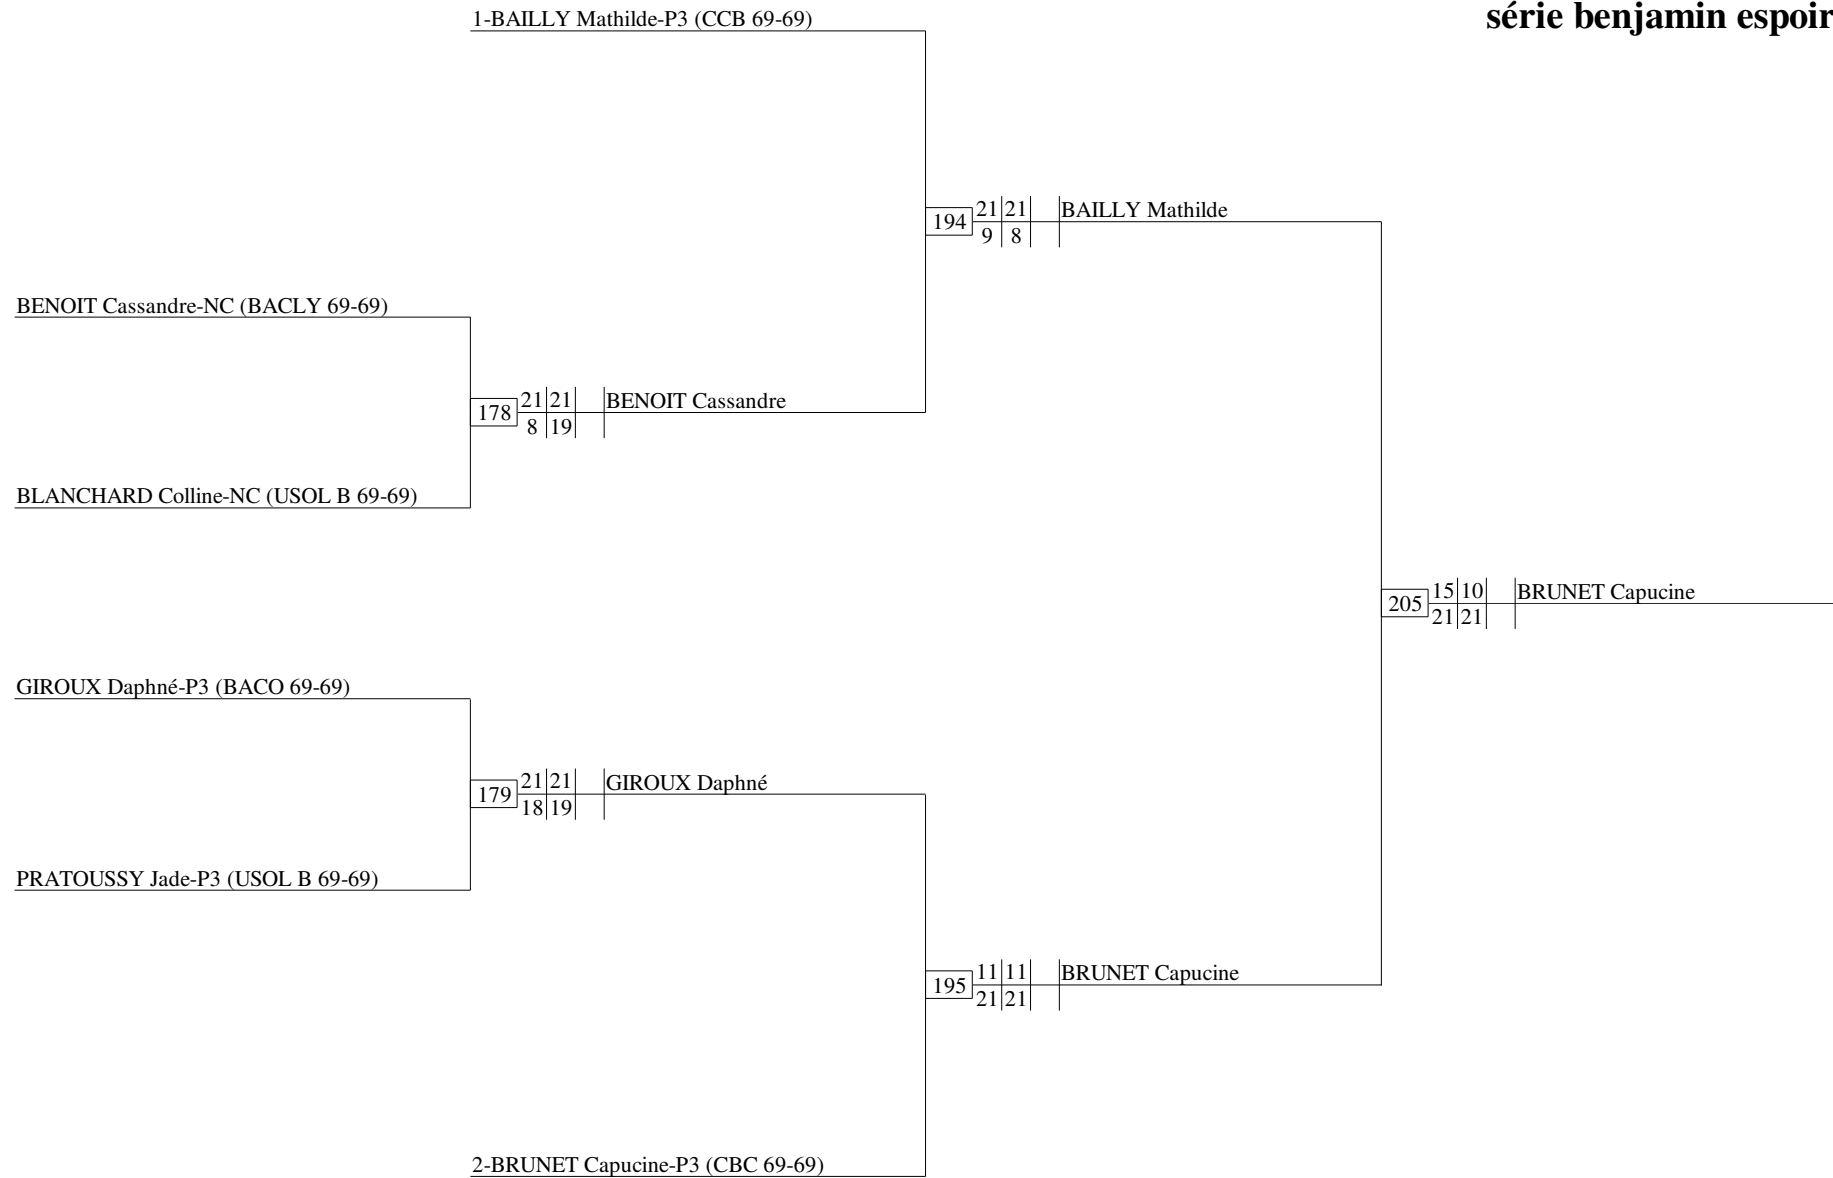 série benjamin espoir
1-BAILLY Mathilde-P3 (CCB 69-69)
194 21 21 BAILLY Mathilde
9 8
BENOIT Cassandre-NC (BACLY 69-69)
178 21 21 BENOIT Cassandre
8 19
BLANCHARD Colline-NC (USOL B 69-69)
205 15 10 BRUNET Capucine
21 21
GIROUX Daphné-P3 (BACO 69-69)
179 21 21 GIROUX Daphné
18 19
PRATOUSSY Jade-P3 (USOL B 69-69)
195 11 11 BRUNET Capucine
21 21
2-BRUNET Capucine-P3 (CBC 69-69)